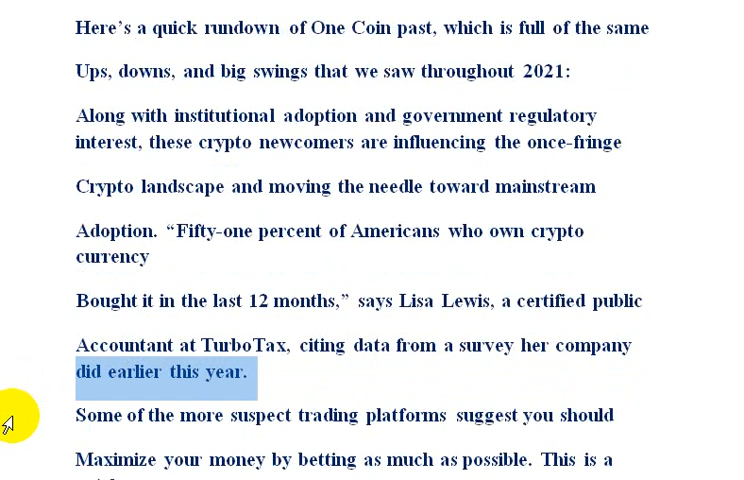 Here's a quick rundown of One Coin past, which is full of the same
Ups, downs, and big swings that we saw throughout 2021:
Along with institutional adoption and government regulatory
interest, these crypto newcomers are influencing the once-fringe
Crypto landscape and moving the needle toward mainstream
Adoption. “Fifty-one percent of Americans who own crypto
currency
Bought it in the last 12 months,” says Lisa Lewis, a certified public
Accountant at TurboTax, citing data from a survey her company
did earlier this year.
Some of the more suspect trading platforms suggest you should
Maximize your money by betting as much as possible. This is a